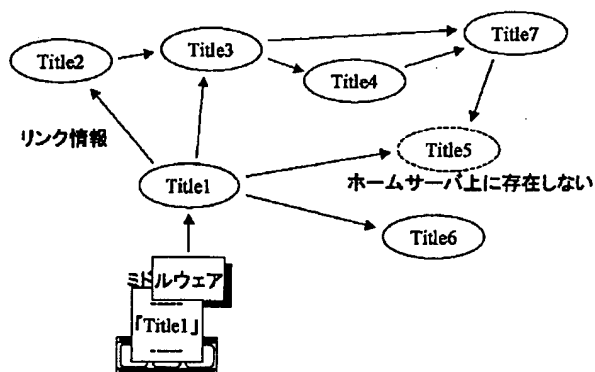 Title7
Title3
Title2
Title4
リンク情報
Title5
ホームサーバ上に存在しない
Title1
Title6
ミドルウェア
「Title1」